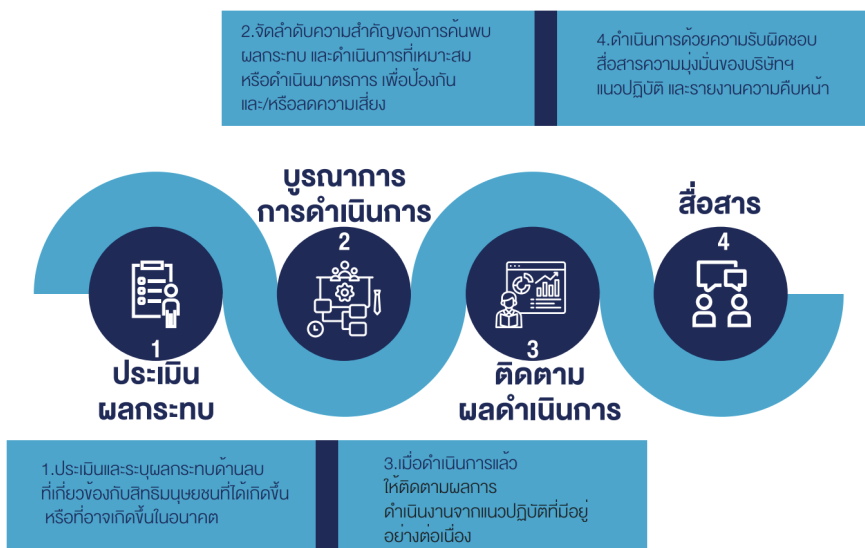 2.จัดลำดับความสำคัญของการค้นพบ
ผลกระทบ และดำเนินการที่เหมาะสม
หรือดำเนินมาตรการ เพื่อป้องกัน
และ/หรือลดความเสี่ยง
4.ดำเนินการด้วยความรับผิดชอบ
สื่อสารความมุ่งมั่นของบริษัทฯ
แนวปฏิบัติ และรายงานความคืบหน้า
1
ประเมิน
ผลกระทบ
บูรณาการ
การดำเนินการ
2
3
ติดตาม
ผลดำเนินการ
สื่อสาร
4
1.ประเมินและระบุผลกระทบด้านลบ
ที่เกี่ยวข้องกับสิทธิมนุษยชนที่ได้เกิดขึ้น
หรือที่อาจเกิดขึ้นในอนาคต
3.เมื่อดำเนินการแล้ว
ให้ติดตามผลการ
ดำเนินงานจากแนวปฏิบัติที่มีอยู่
อย่างต่อเนื่อง